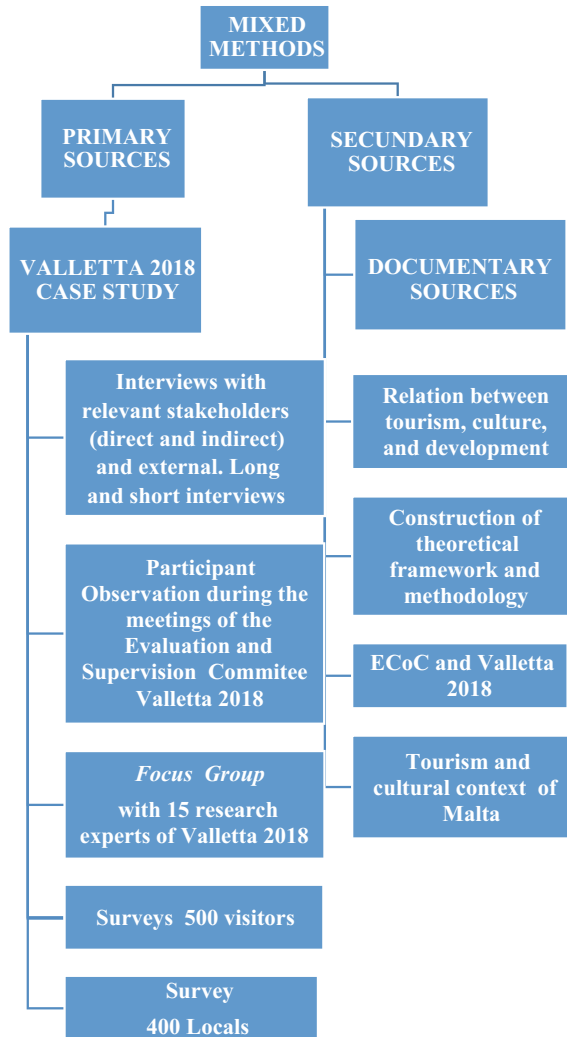 MIXED
METHODS
PRIMARY
SOURCES
SECUNDARY
SOURCES
VALLETTA 2018
CASE STUDY
DOCUMENTARY
SOURCES
Interviews with
relevant stakeholders
(direct and indirect)
and external. Long
and short interviews
Relation between
tourism, culture,
and development
Participant
Observation during the
meetings of the
Evaluation and
Supervision Commitee
Valletta 2018
Construction of
theoretical
framework and
methodology
ECoC and Valletta
2018
Focus Group
with 15 research
experts of Valletta 2018
Tourism and
cultural context of
Malta
Surveys 500 visitors
Survey
400 Locals